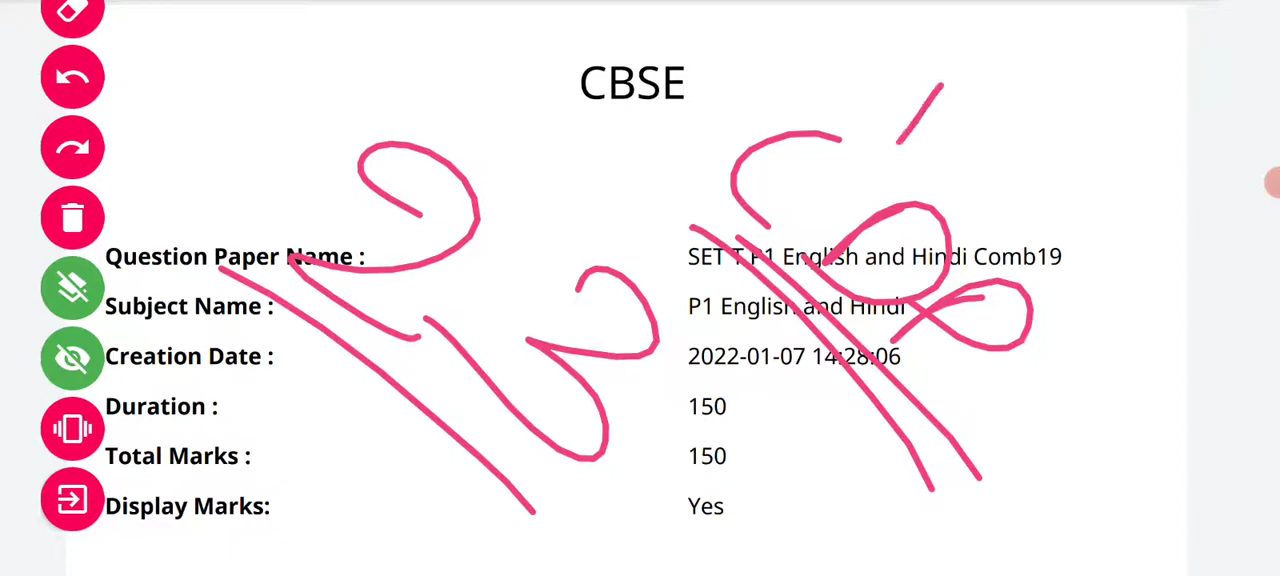 CBSE
Question Paper Name : SET T P1 English and Hindi Comb19
Subject Name : P1 English and Hindi
Creation Date : 2022-01-07 14:28:06
Duration : 150
Total Marks : 150
Display Marks: Yes